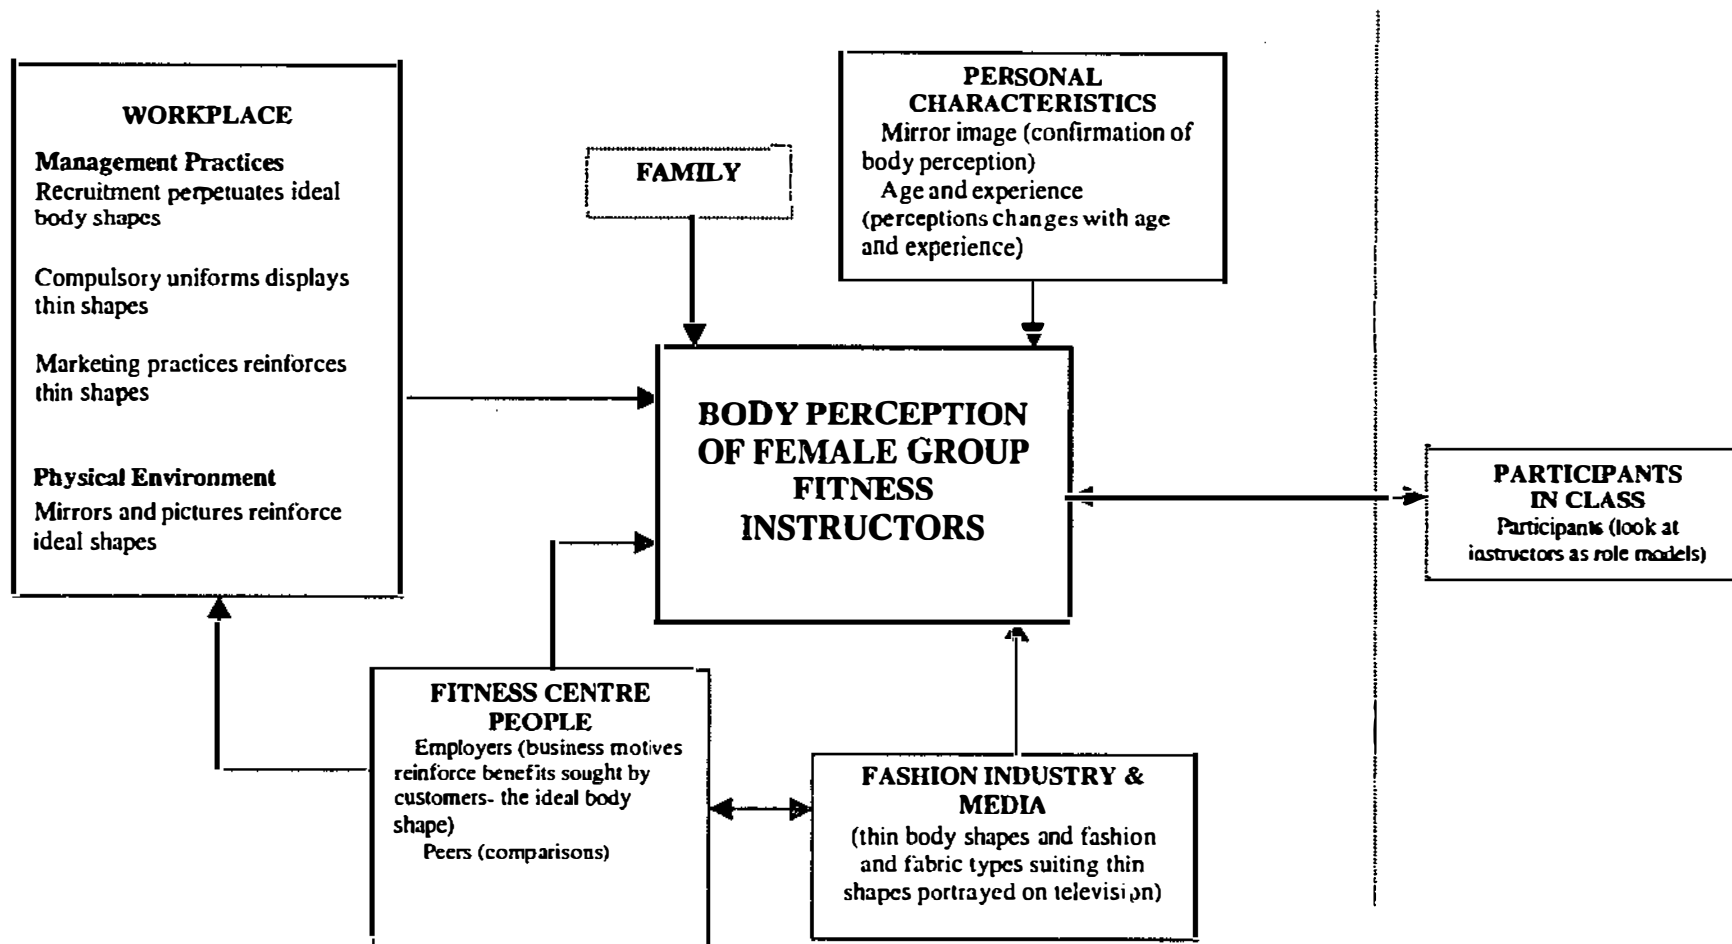 WORKPLACE
Management Practices
Recruitment perpetuates ideal
body shapes
Compulsory uniforms displays
thin shapes
Marketing practices reinforces
thin shapes
Physical Environment
Mirrors and pictures reinforce
ideal shapes
FAMILY
PERSONAL
CHARACTERISTICS
Mirror image (confirmation of
body perception)
Age and experience
(perceptions changes with age
and experience)
BODY PERCEPTION
OF FEMALE GROUP
FITNESS
INSTRUCTORS
PARTICIPANTS
IN CLASS
Participants (look at
instructors as role models)
FITNESS CENTRE
PEOPLE
Employers (business motives
reinforce benefits sought by
customers- the ideal body
shape)
Peers (comparisons)
FASHION INDUSTRY &
MEDIA
(thin body shapes and fashion
and fabric types suiting thin
shapes portrayed on television)